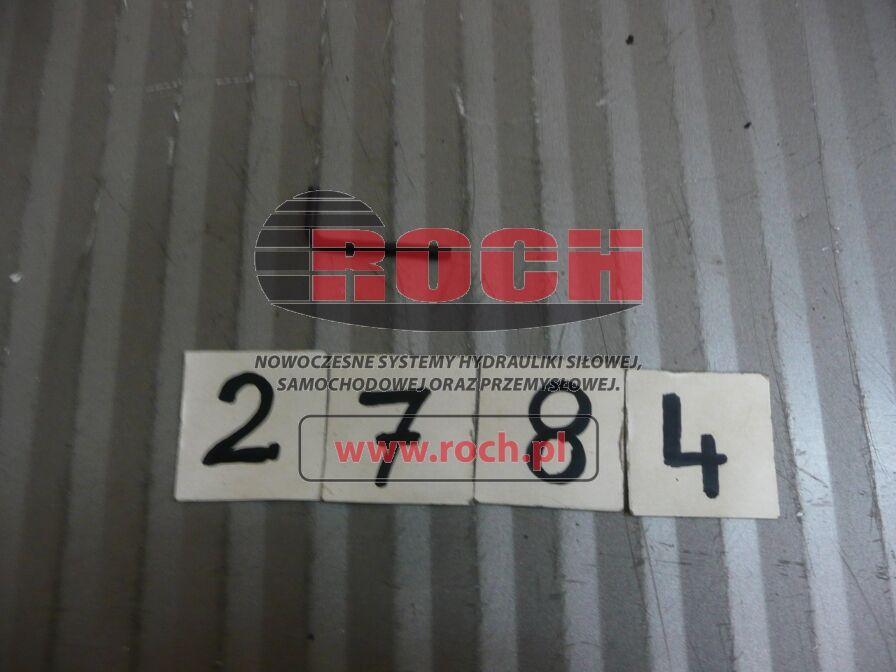 ROCH
NOWOCZESNE SYSTEMY HYDRAULIKI SIŁOWEJ,
SAMOCHODOWEJ ORAZ PRZEMYSŁOWEJ.
www.roch.pl
2 7 8 4